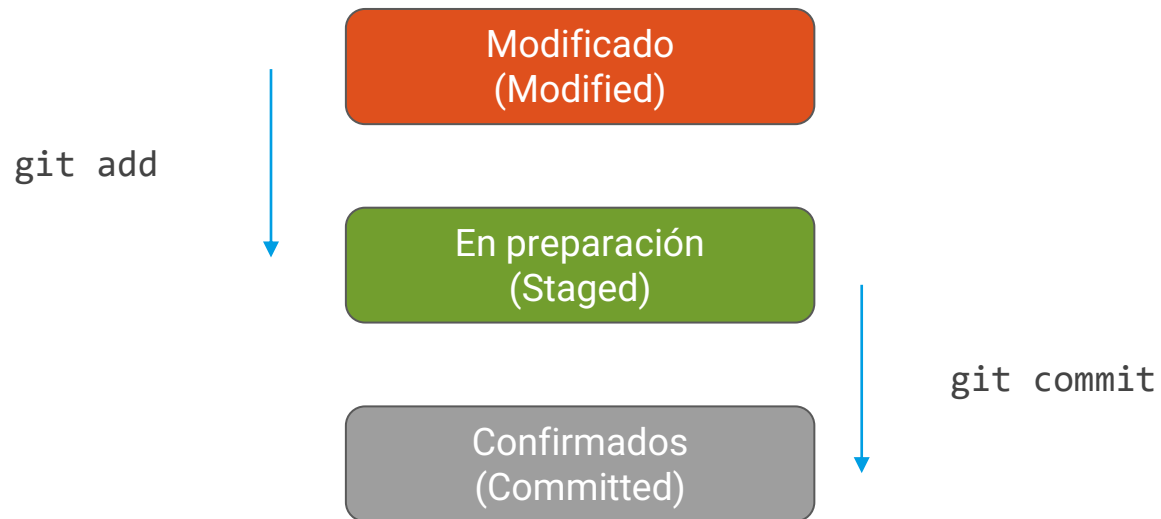 Modificado
(Modified)
git add
En preparación
(Staged)
git commit
Confirmados
(Committed)